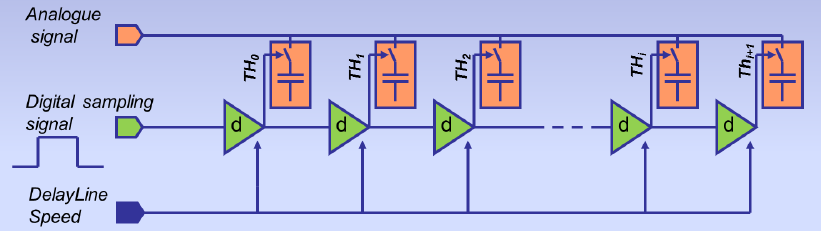 Analogue
signal
TH0
TH1
TH2
THi
Thi+1
Digital sampling
signal
d
d
d
d
d
DelayLine
Speed